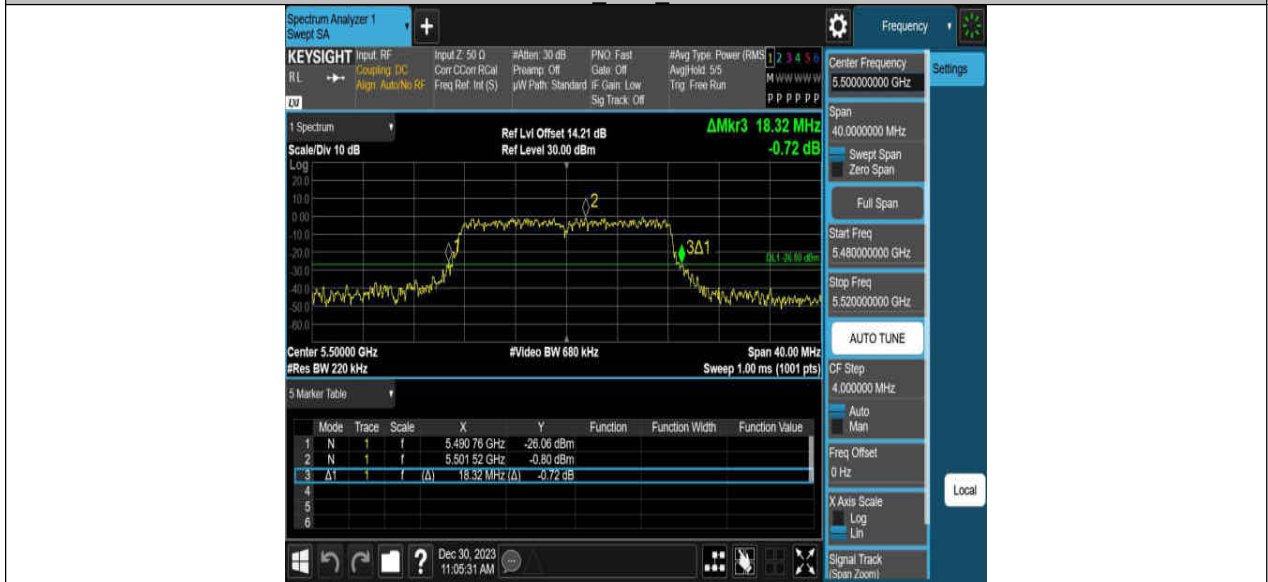 Spectrum Analyzer 1
Swept SA
+
Frequency
KEYSIGHT
RL
Input: RF
Coupling: DC
Align: Auto/No RF
Input Z: 50 Ω
Corr CCorr RCal
Freq Ref: Int (S)
#Atten: 30 dB
Preamp: Off
µW Path: Standard
PNO: Fast
Gate: Off
IF Gain: Low
Sig Track: Off
#Avg Type: Power (RMS
Avg|Hold: 5/5
Trig: Free Run
1 2 3 4 5 6
M W W W W W
P P P P P P
1 Spectrum
Scale/Div 10 dB
Ref Lvl Offset 14.21 dB
Ref Level 30.00 dBm
ΔMkr3 18.32 MHz
-0.72 dB
Log
20.0
10.0
0.00
-10.0
-20.0
-30.0
-40.0
-50.0
-60.0
1
2
3Δ1
DL1 -26.80 dBm
Center 5.50000 GHz
#Res BW 220 kHz
#Video BW 680 kHz
Span 40.00 MHz
Sweep 1.00 ms (1001 pts)
5 Marker Table
Mode Trace Scale X Y Function Function Width Function Value
1 N 1 f 5.490 76 GHz -26.06 dBm
2 N 1 f 5.501 52 GHz -0.80 dBm
3 Δ1 1 f (Δ) 18.32 MHz (Δ) -0.72 dB
4
5
6
Dec 30, 2023
11:05:31 AM
?
Center Frequency
5.500000000 GHz
Settings
Span
40.0000000 MHz
Swept Span
Zero Span
Full Span
Start Freq
5.480000000 GHz
Stop Freq
5.520000000 GHz
AUTO TUNE
CF Step
4.000000 MHz
Auto
Man
Freq Offset
0 Hz
X Axis Scale
Log
Lin
Local
Signal Track
(Span Zoom)